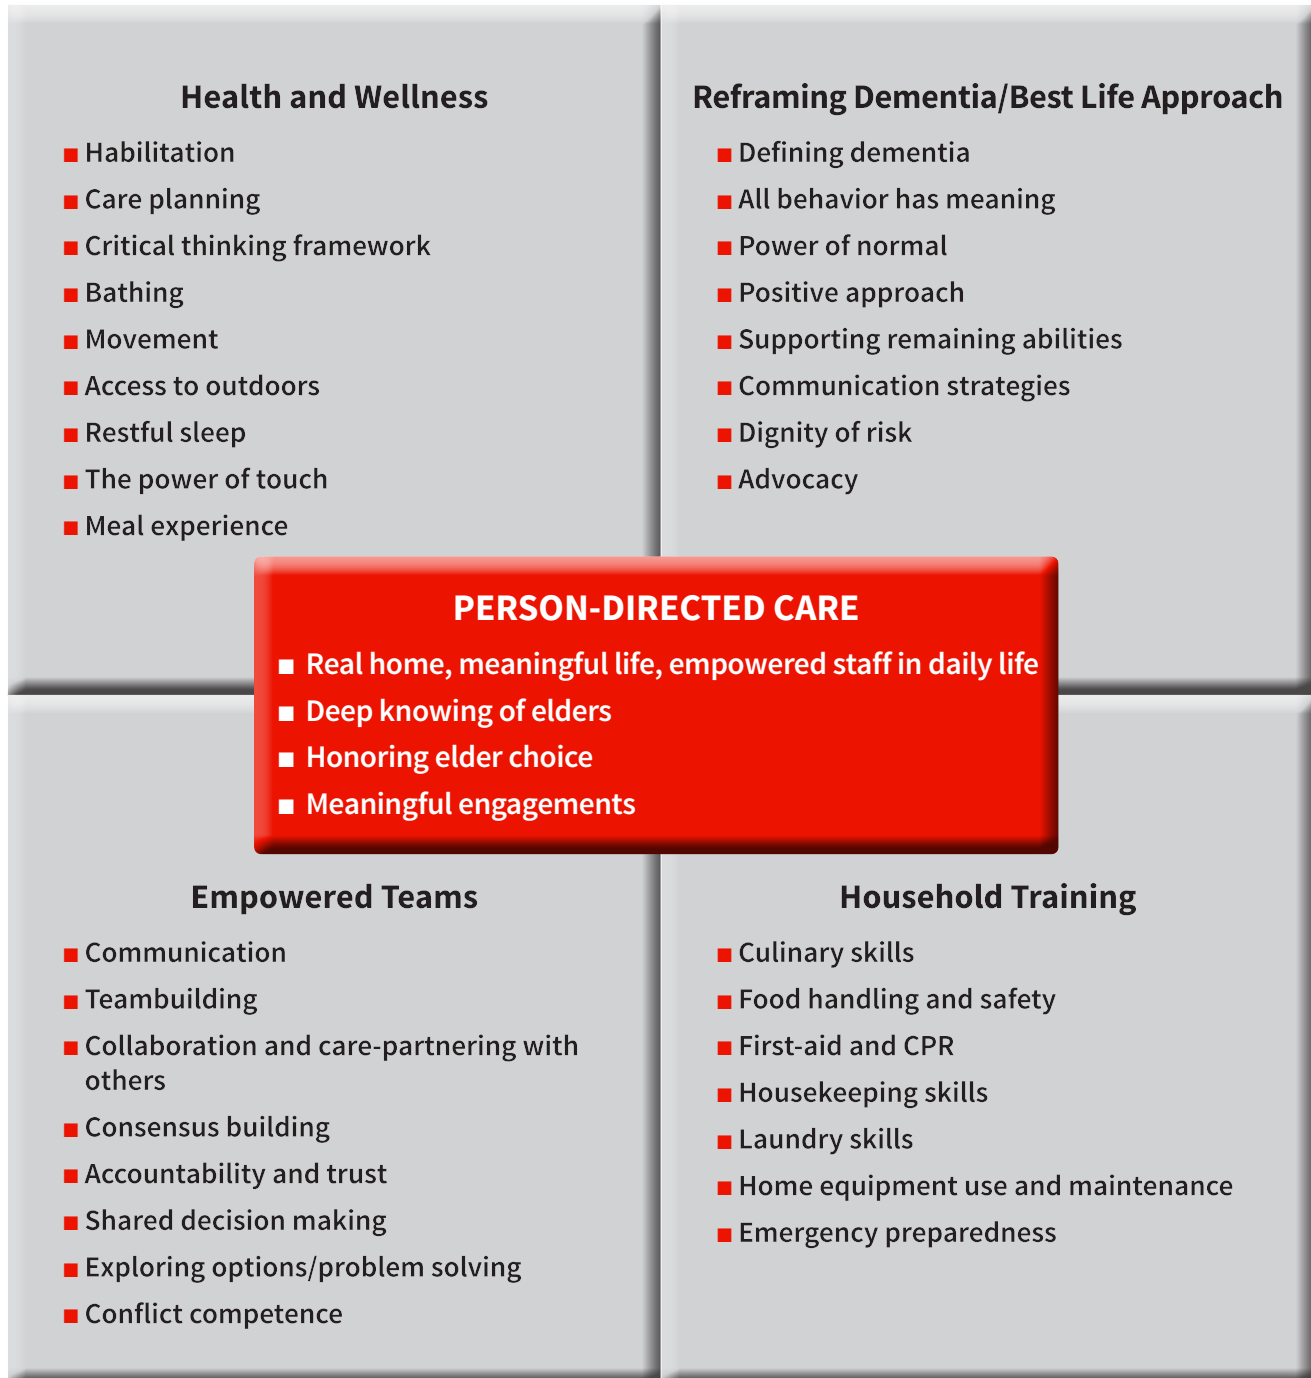 Health and Wellness
■ Habilitation
■ Care planning
■ Critical thinking framework
■ Bathing
■ Movement
■ Access to outdoors
■ Restful sleep
■ The power of touch
■ Meal experience
Reframing Dementia/Best Life Approach
■ Defining dementia
■ All behavior has meaning
■ Power of normal
■ Positive approach
■ Supporting remaining abilities
■ Communication strategies
■ Dignity of risk
■ Advocacy
PERSON-DIRECTED CARE
■ Real home, meaningful life, empowered staff in daily life
■ Deep knowing of elders
■ Honoring elder choice
■ Meaningful engagements
Empowered Teams
■ Communication
■ Teambuilding
■ Collaboration and care-partnering with
others
■ Consensus building
■ Accountability and trust
■ Shared decision making
■ Exploring options/problem solving
■ Conflict competence
Household Training
■ Culinary skills
■ Food handling and safety
■ First-aid and CPR
■ Housekeeping skills
■ Laundry skills
■ Home equipment use and maintenance
■ Emergency preparedness